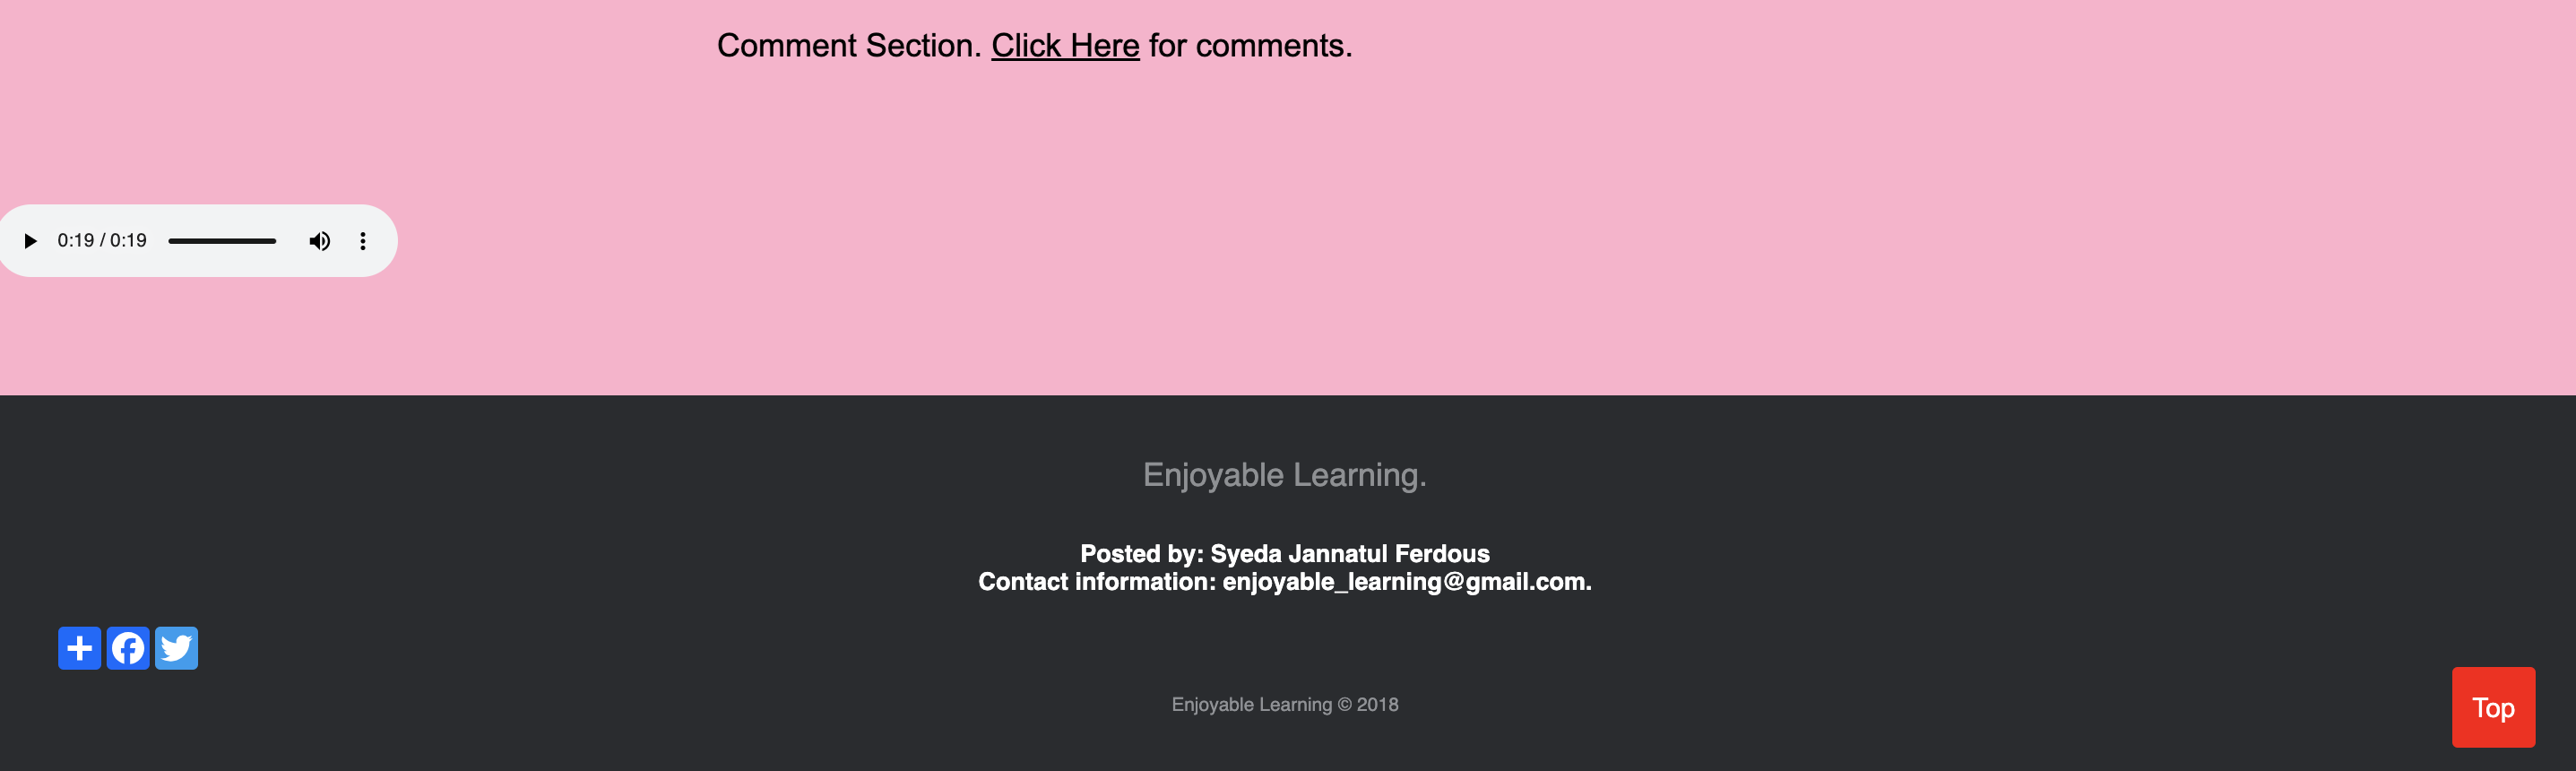 Comment Section. Click Here for comments.
0:19 / 0:19
Enjoyable Learning.
Posted by: Syeda Jannatul Ferdous
Contact information: enjoyable_learning@gmail.com.
Enjoyable Learning © 2018
Top